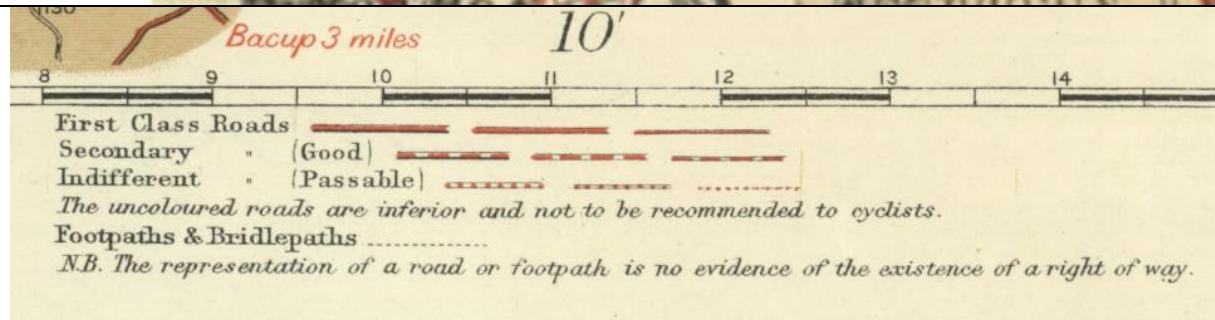 1130
Bacup 3 miles
10'
8 9 10 11 12 13 14
First Class Roads
Secondary " (Good)
Indifferent " (Passable)
The uncoloured roads are inferior and not to be recommended to cyclists.
Footpaths & Bridlepaths
N.B. The representation of a road or footpath is no evidence of the existence of a right of way.